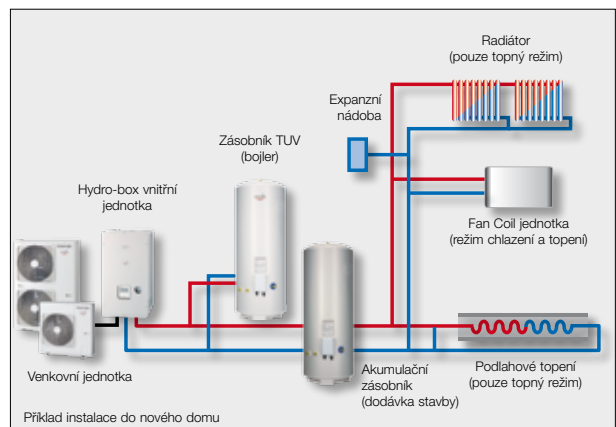 Radiátor
(pouze topný režim)
Expanzní
nádoba
Zásobník TUV
(bojler)
Hydro-box vnitřní
jednotka
Fan Coil jednotka
(režim chlazení a topení)
Venkovní jednotka
Akumulační
zásobník
(dodávka stavby)
Podlahové topení
(pouze topný režim)
Příklad instalace do nového domu